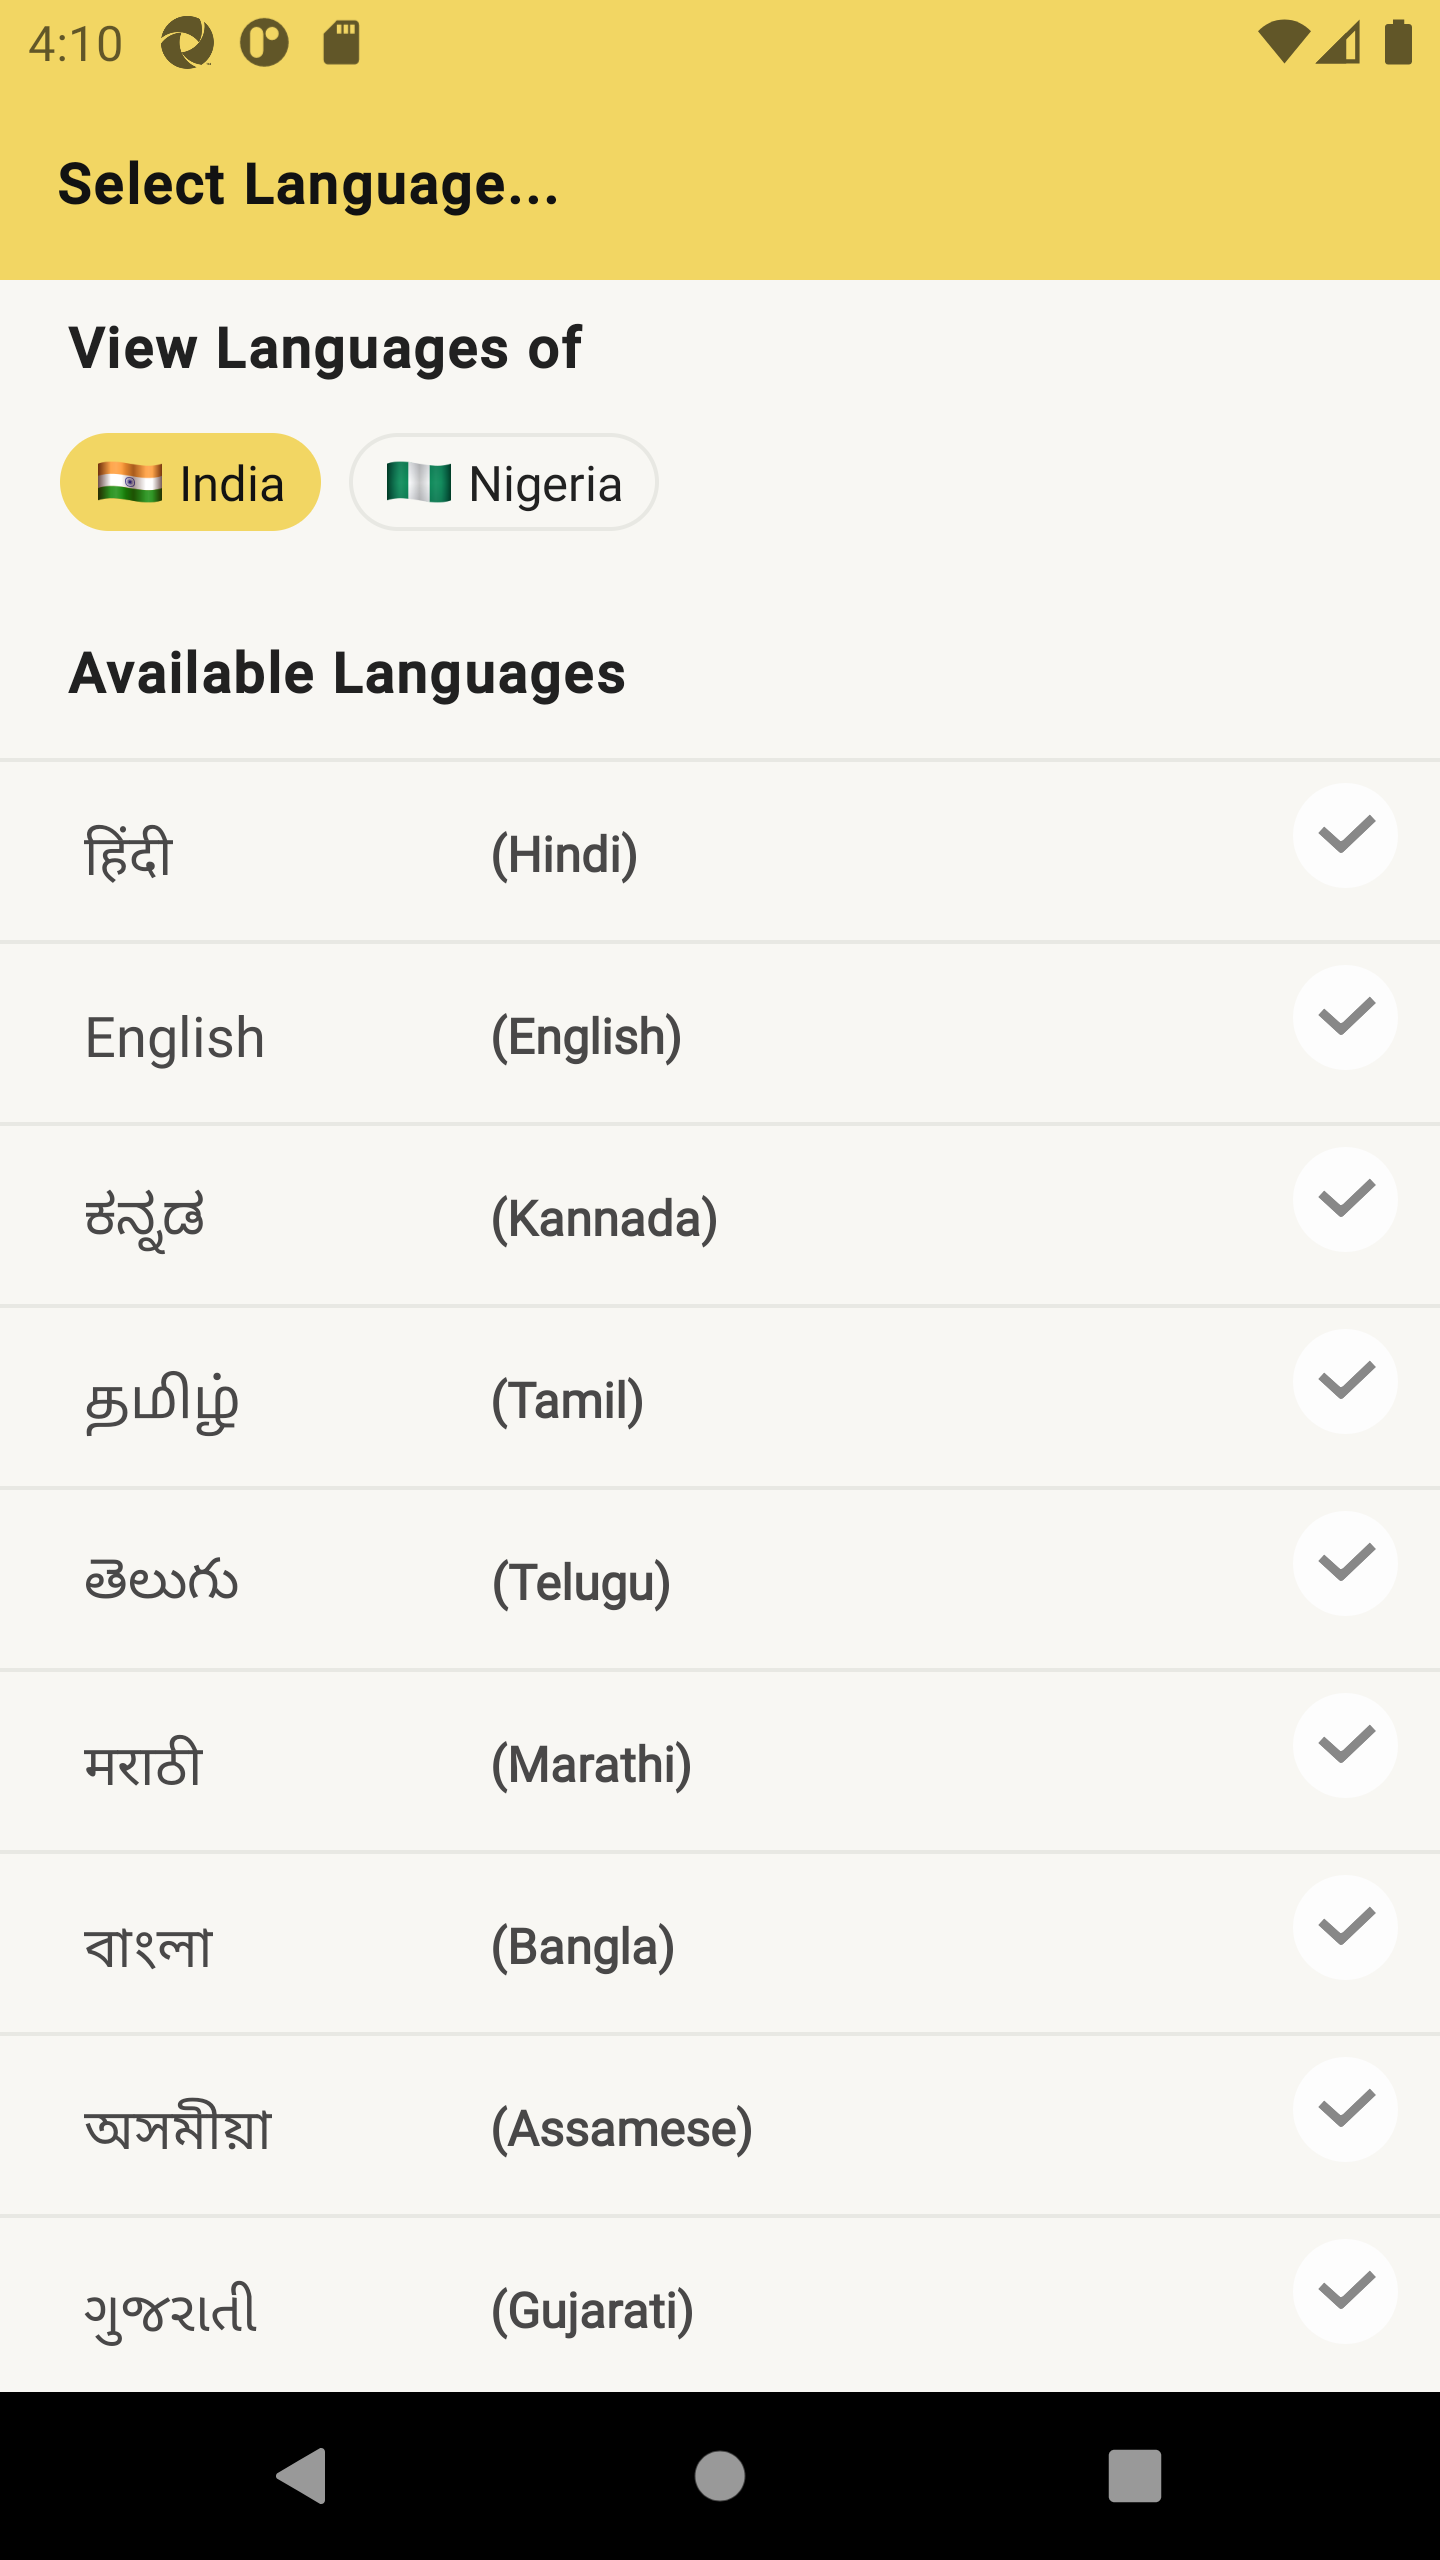 4:10
Select Language...
View Languages of
India Nigeria
Available Languages
हिंदी (Hindi)
English (English)
ಕನ್ನಡ (Kannada)
தமிழ் (Tamil)
తెలుగు (Telugu)
मराठी (Marathi)
বাংলা (Bangla)
অসমীয়া (Assamese)
ગુજરાતી (Gujarati)